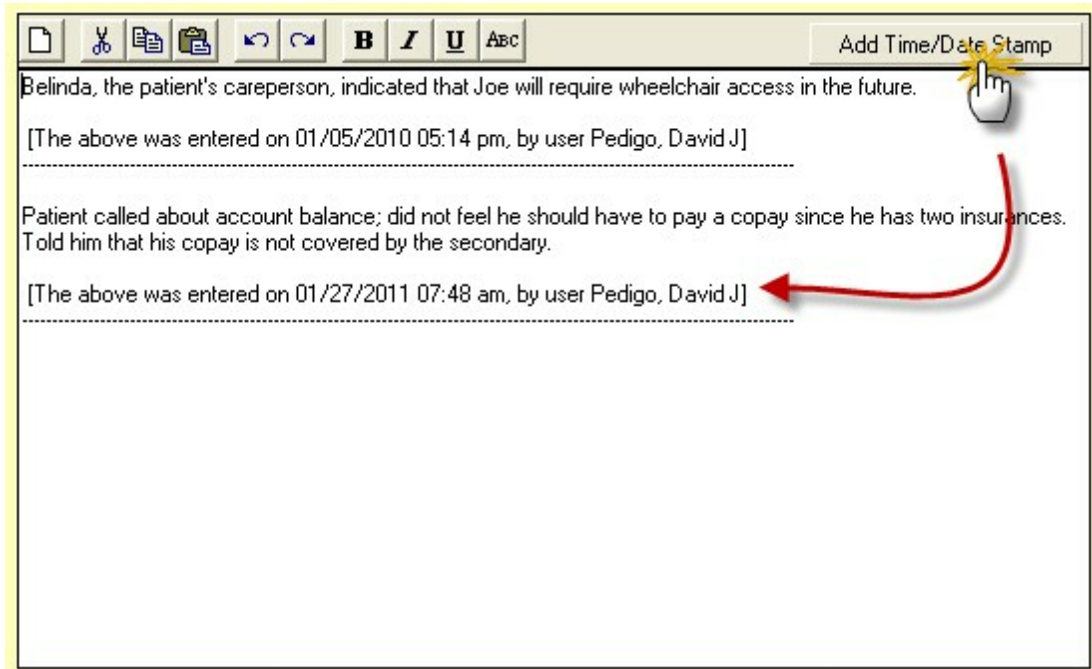 B I U ABC Add Time/Date Stamp
Belinda, the patient's careperson, indicated that Joe will require wheelchair access in the future.
[The above was entered on 01/05/2010 05:14 pm, by user Pedigo, David J]
Patient called about account balance; did not feel he should have to pay a copay since he has two insurances.
Told him that his copay is not covered by the secondary.
[The above was entered on 01/27/2011 07:48 am, by user Pedigo, David J]